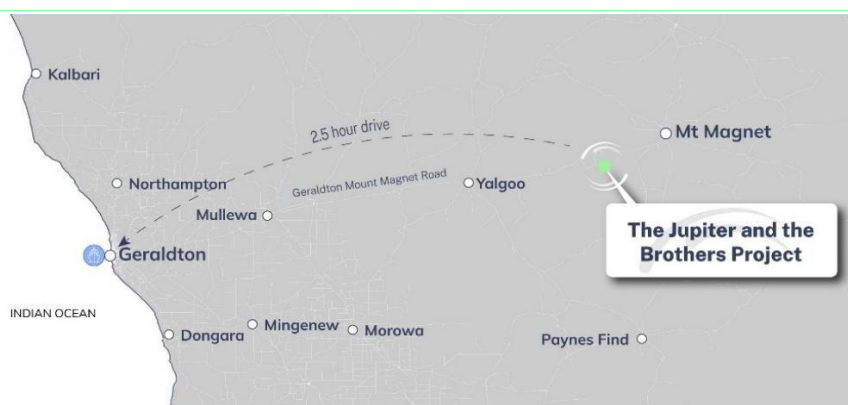 Kalbari
2.5 hour drive
Mt Magnet
Northampton
Geraldton Mount Magnet Road
Yalgoo
Mullewa
The Jupiter and the
Brothers Project
Geraldton
INDIAN OCEAN
Dongara
Mingenew
Morowa
Paynes Find